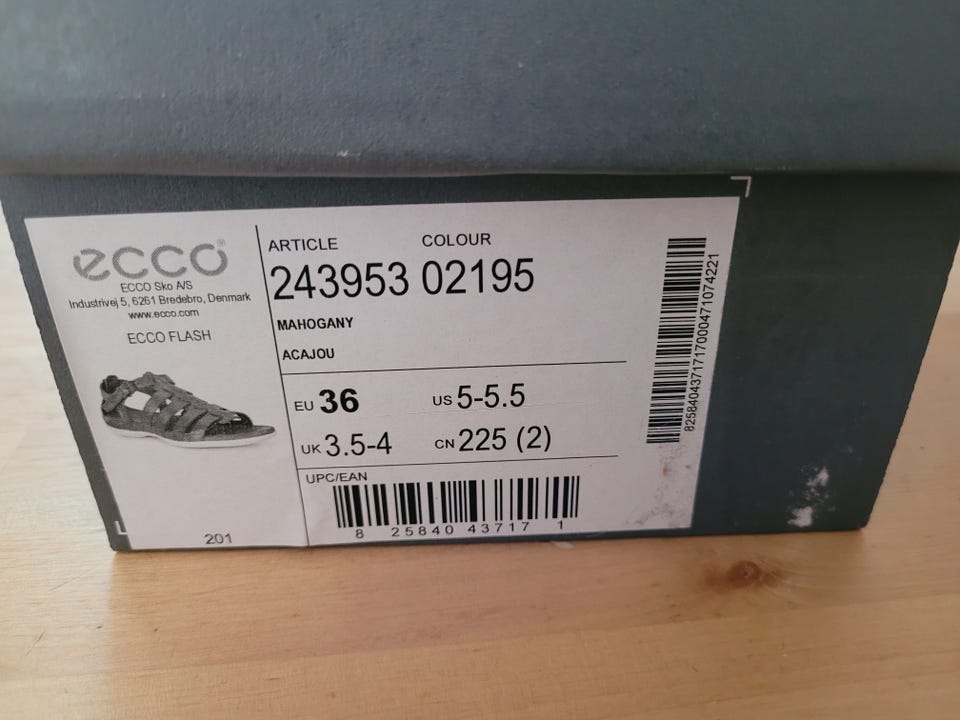 ecco®
ECCO Sko A/S
Industrivej 5, 6261 Bredebro, Denmark
www.ecco.com
ECCO FLASH
201
ARTICLE COLOUR
243953 02195
MAHOGANY
ACAJOU
EU 36 US 5-5.5
UK 3.5-4 CN 225 (2)
UPC/EAN
8 25840 43717 1
825840437171700047107​4221